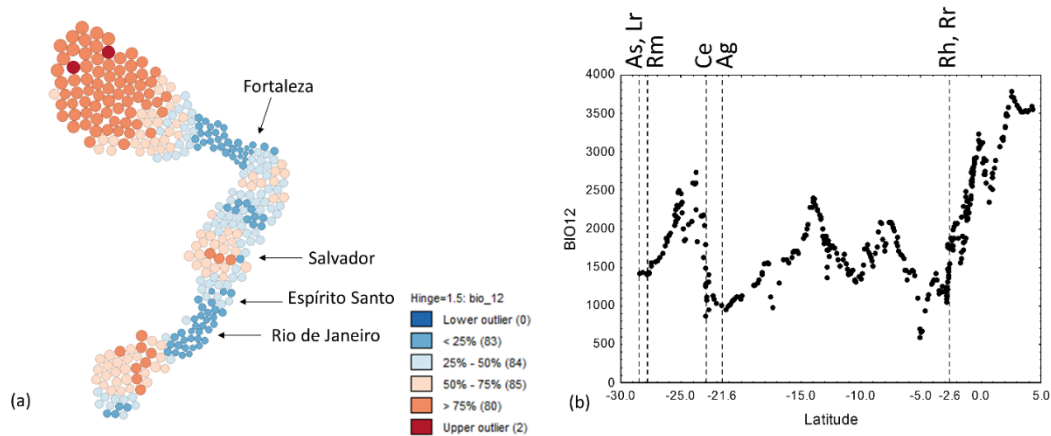 Fortaleza
Salvador
Espírito Santo
Rio de Janeiro
(a)
Hinge=1.5: bio_12
Lower outlier (0)
< 25% (83)
25% - 50% (84)
50% - 75% (85)
> 75% (80)
Upper outlier (2)
As, Lr
Rm
Ce
Ag
Rh, Rr
4000
3500
3000
2500
2000
1500
1000
500
0
BIO12
-30.0 -25.0 -21.6 -15.0 -10.0 -5.0 -2.6 0.0 5.0
Latitude
(b)